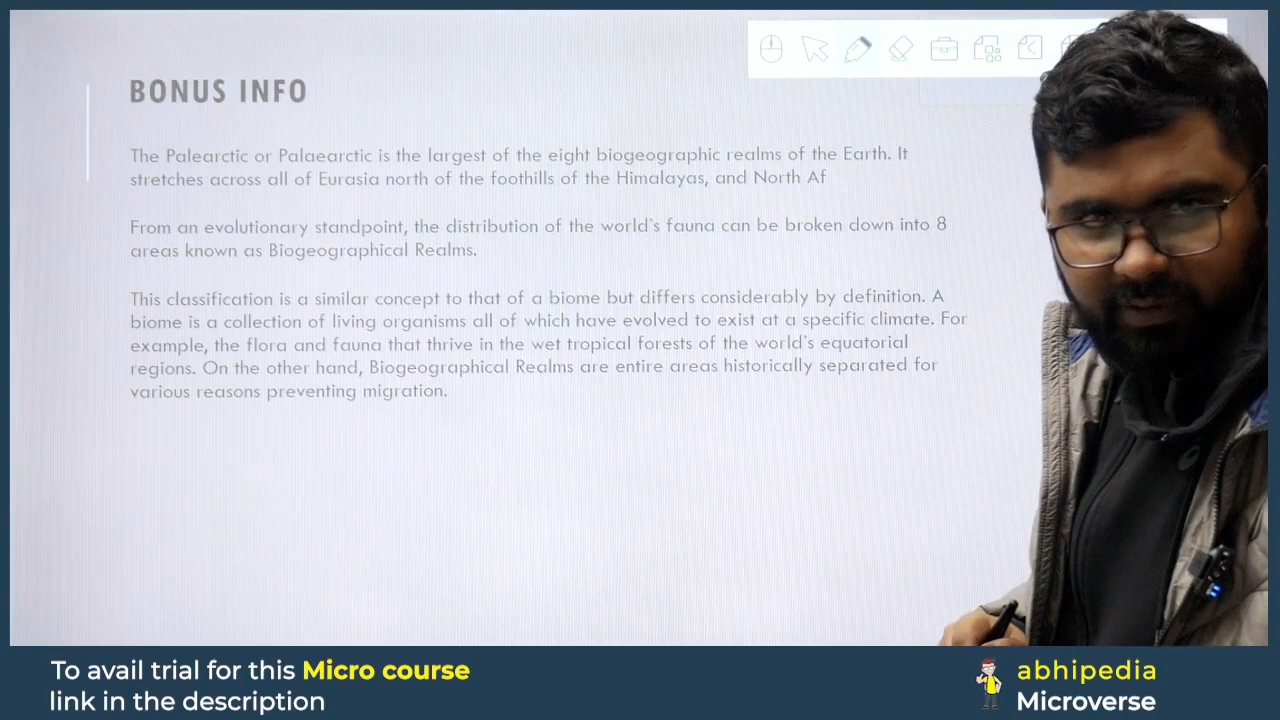 BONUS INFO
The Palearctic or Palaearctic is the largest of the eight biogeographic realms of the Earth. It
stretches across all of Eurasia north of the foothills of the Himalayas, and North Af
From an evolutionary standpoint, the distribution of the world's fauna can be broken down into 8
areas known as Biogeographical Realms.
This classification is a similar concept to that of a biome but differs considerably by definition. A
biome is a collection of living organisms all of which have evolved to exist at a specific climate. For
example, the flora and fauna that thrive in the wet tropical forests of the world's equatorial
regions. On the other hand, Biogeographical Realms are entire areas historically separated for
various reasons preventing migration.
To avail trial for this Micro course
link in the description
abhipedia
Microverse